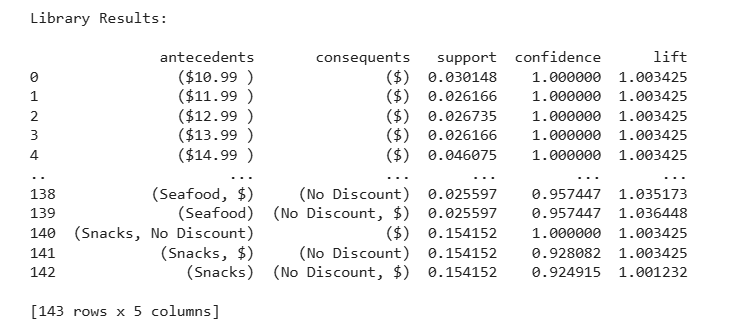 Library Results:
antecedents consequents support confidence lift
0 ($10.99 ) ($) 0.030148 1.000000 1.003425
1 ($11.99 ) ($) 0.026166 1.000000 1.003425
2 ($12.99 ) ($) 0.026735 1.000000 1.003425
3 ($13.99 ) ($) 0.026166 1.000000 1.003425
4 ($14.99 ) ($) 0.046075 1.000000 1.003425
.. ... ... ... ... ...
138 (Seafood, $) (No Discount) 0.025597 0.957447 1.035173
139 (Seafood) (No Discount, $) 0.025597 0.957447 1.036448
140 (Snacks, No Discount) ($) 0.154152 1.000000 1.003425
141 (Snacks, $) (No Discount) 0.154152 0.928082 1.003425
142 (Snacks) (No Discount, $) 0.154152 0.924915 1.001232
[143 rows x 5 columns]